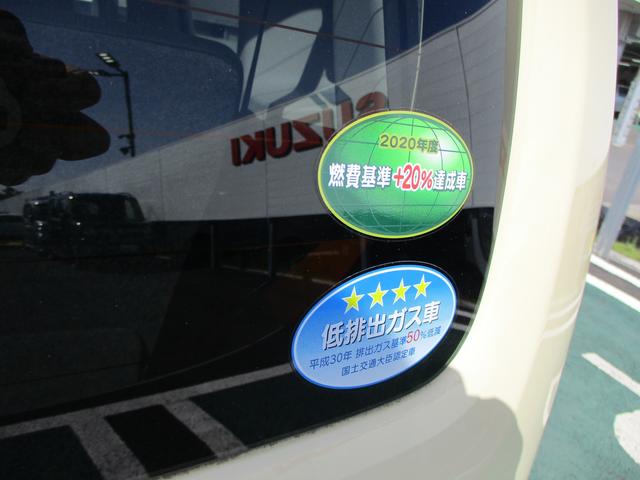 SUZUKI
2020年度
燃費基準+20%達成車
低排出ガス車
平成30年 排出ガス基準50%低減
国土交通大臣認定車